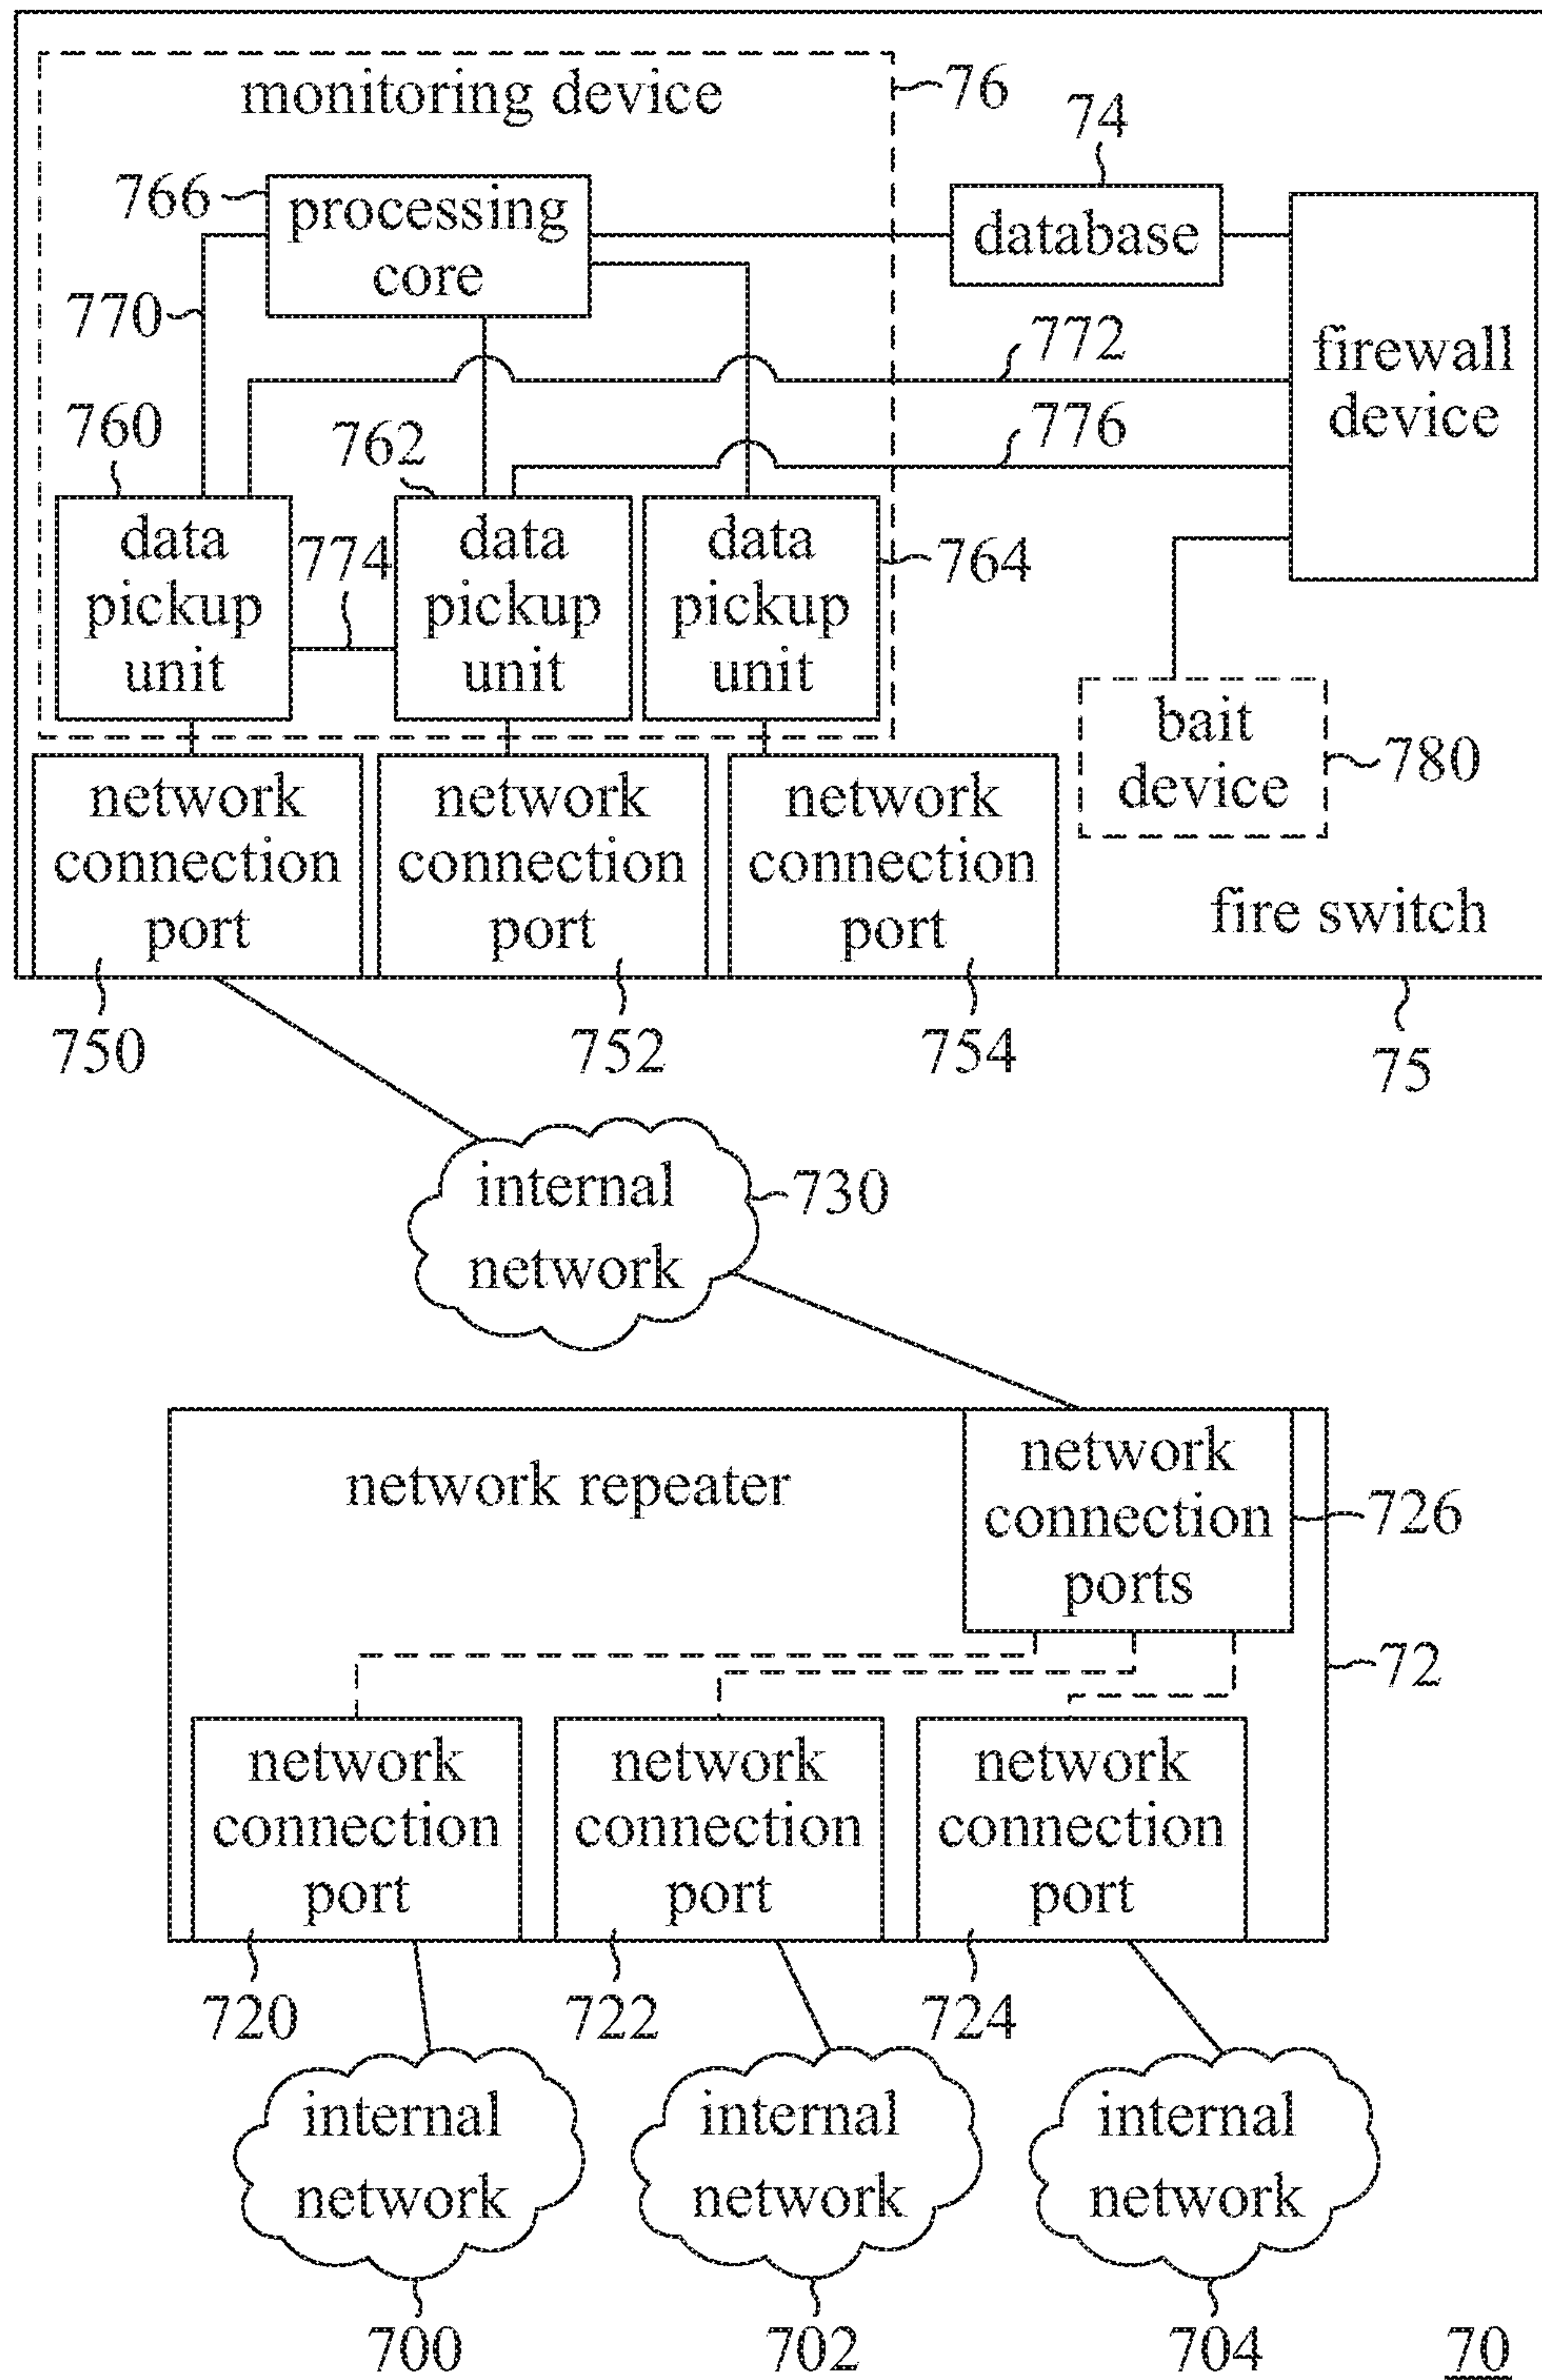 monitoring device
76
74
766
processing
core
database
770
772
firewall
device
760
762
776
data
pickup
unit
774
data
pickup
unit
data
pickup
unit
764
bait
device
780
network
connection
port
network
connection
port
network
connection
port
fire switch
750
752
754
75
internal
network
730
network repeater
network
connection
ports
726
72
network
connection
port
network
connection
port
network
connection
port
720
722
724
internal
network
internal
network
internal
network
700
702
704
70